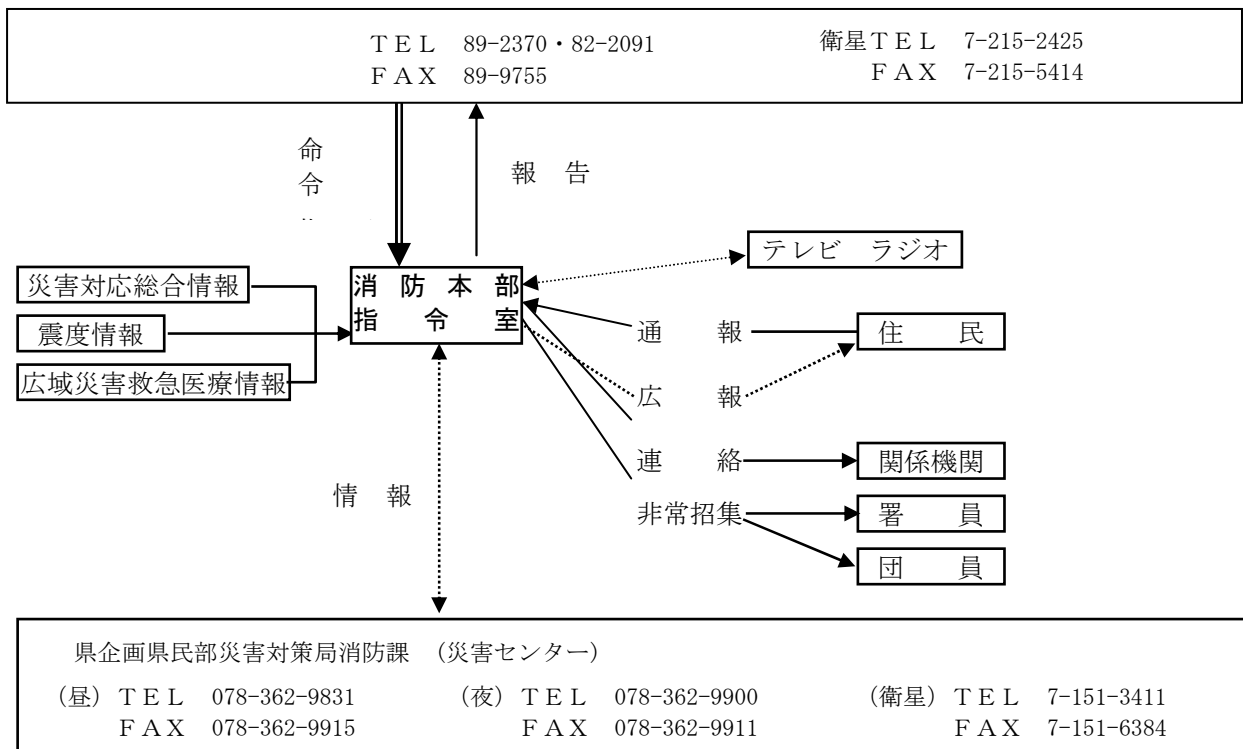 ＴＥＬ 89-2370・82-2091 衛星ＴＥＬ 7-215-2425
ＦＡＸ 89-9755 ＦＡＸ 7-215-5414
命令
報 告
テレビ ラジオ
災害対応総合情報
震度情報
広域災害救急医療情報
消防本部
指令室
通 報
住 民
広 報
連 絡
関係機関
情 報
非常招集
署 員
団 員
県企画県民部災害対策局消防課 （災害センター）
（昼）ＴＥＬ 078-362-9831 （夜）ＴＥＬ 078-362-9900 （衛星）ＴＥＬ 7-151-3411
ＦＡＸ 078-362-9915 ＦＡＸ 078-362-9911 ＦＡＸ 7-151-6384